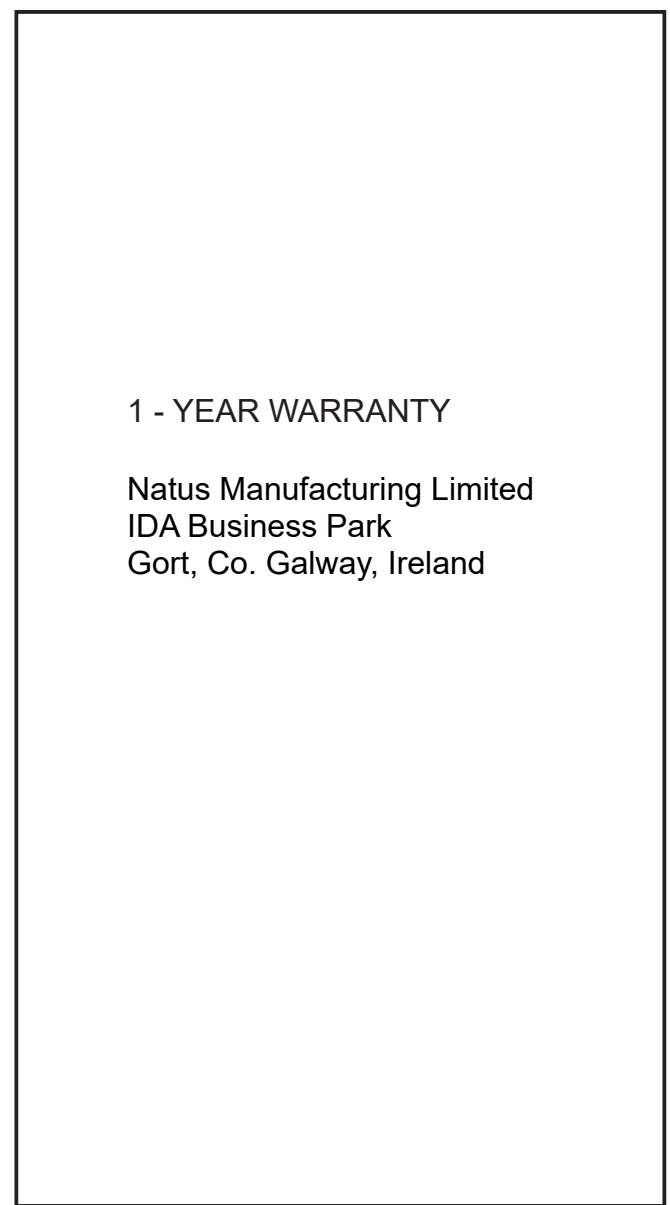 1 - YEAR WARRANTY
Natus Manufacturing Limited
IDA Business Park
Gort, Co. Galway, Ireland